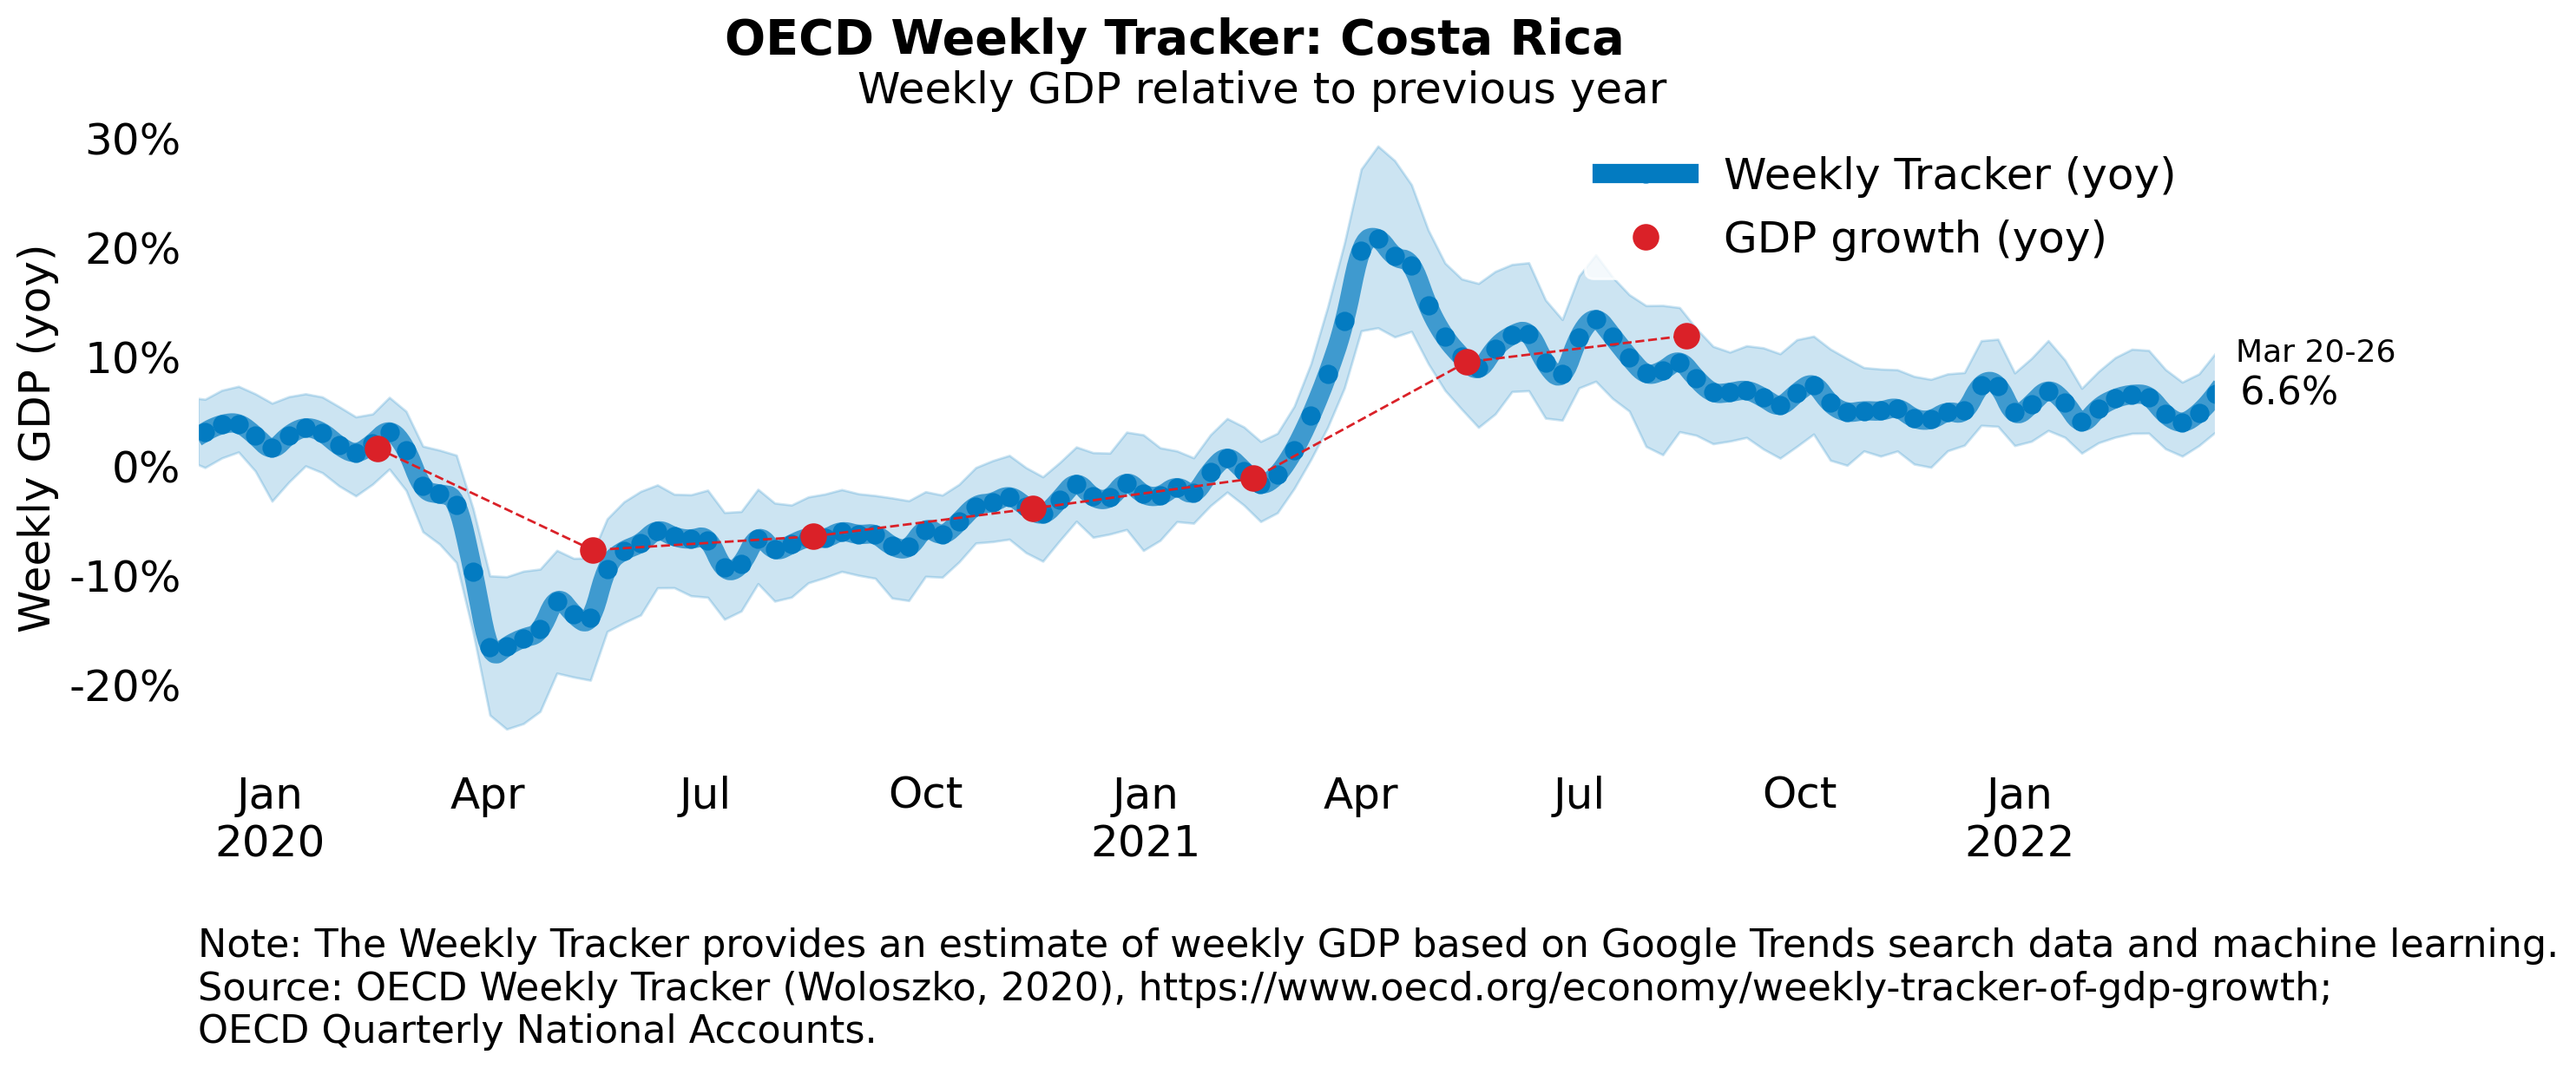 OECD Weekly Tracker: Costa Rica
Weekly GDP relative to previous year
Weekly GDP (yoy)
30%
20%
10%
0%
-10%
-20%
Weekly Tracker (yoy)
GDP growth (yoy)
Mar 20-26
6.6%
Jan Apr Jul Oct Jan Apr Jul Oct Jan
2020 2021 2022
Note: The Weekly Tracker provides an estimate of weekly GDP based on Google Trends search data and machine learning.
Source: OECD Weekly Tracker (Woloszko, 2020), https://www.oecd.org/economy/weekly-tracker-of-gdp-growth;
OECD Quarterly National Accounts.